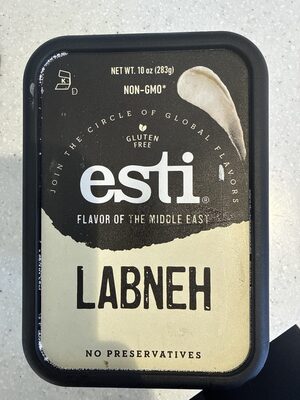 K D
NET WT. 10 oz (283g)
NON-GMO*
JOIN THE CIRCLE OF GLOBAL FLAVORS
GLUTEN
FREE
esti®
FLAVOR OF THE MIDDLE EAST
LABNEH
NO PRESERVATIVES